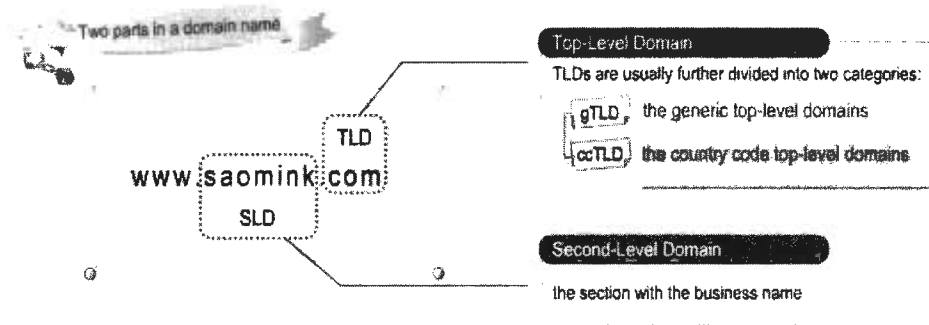 Two parts in a domain name
Top-Level Domain
TLDs are usually further divided into two categories:
gTLD the generic top-level domains
ccTLD the country code top-level domains
TLD
www.saomink.com
SLD
Second-Level Domain
the section with the business name